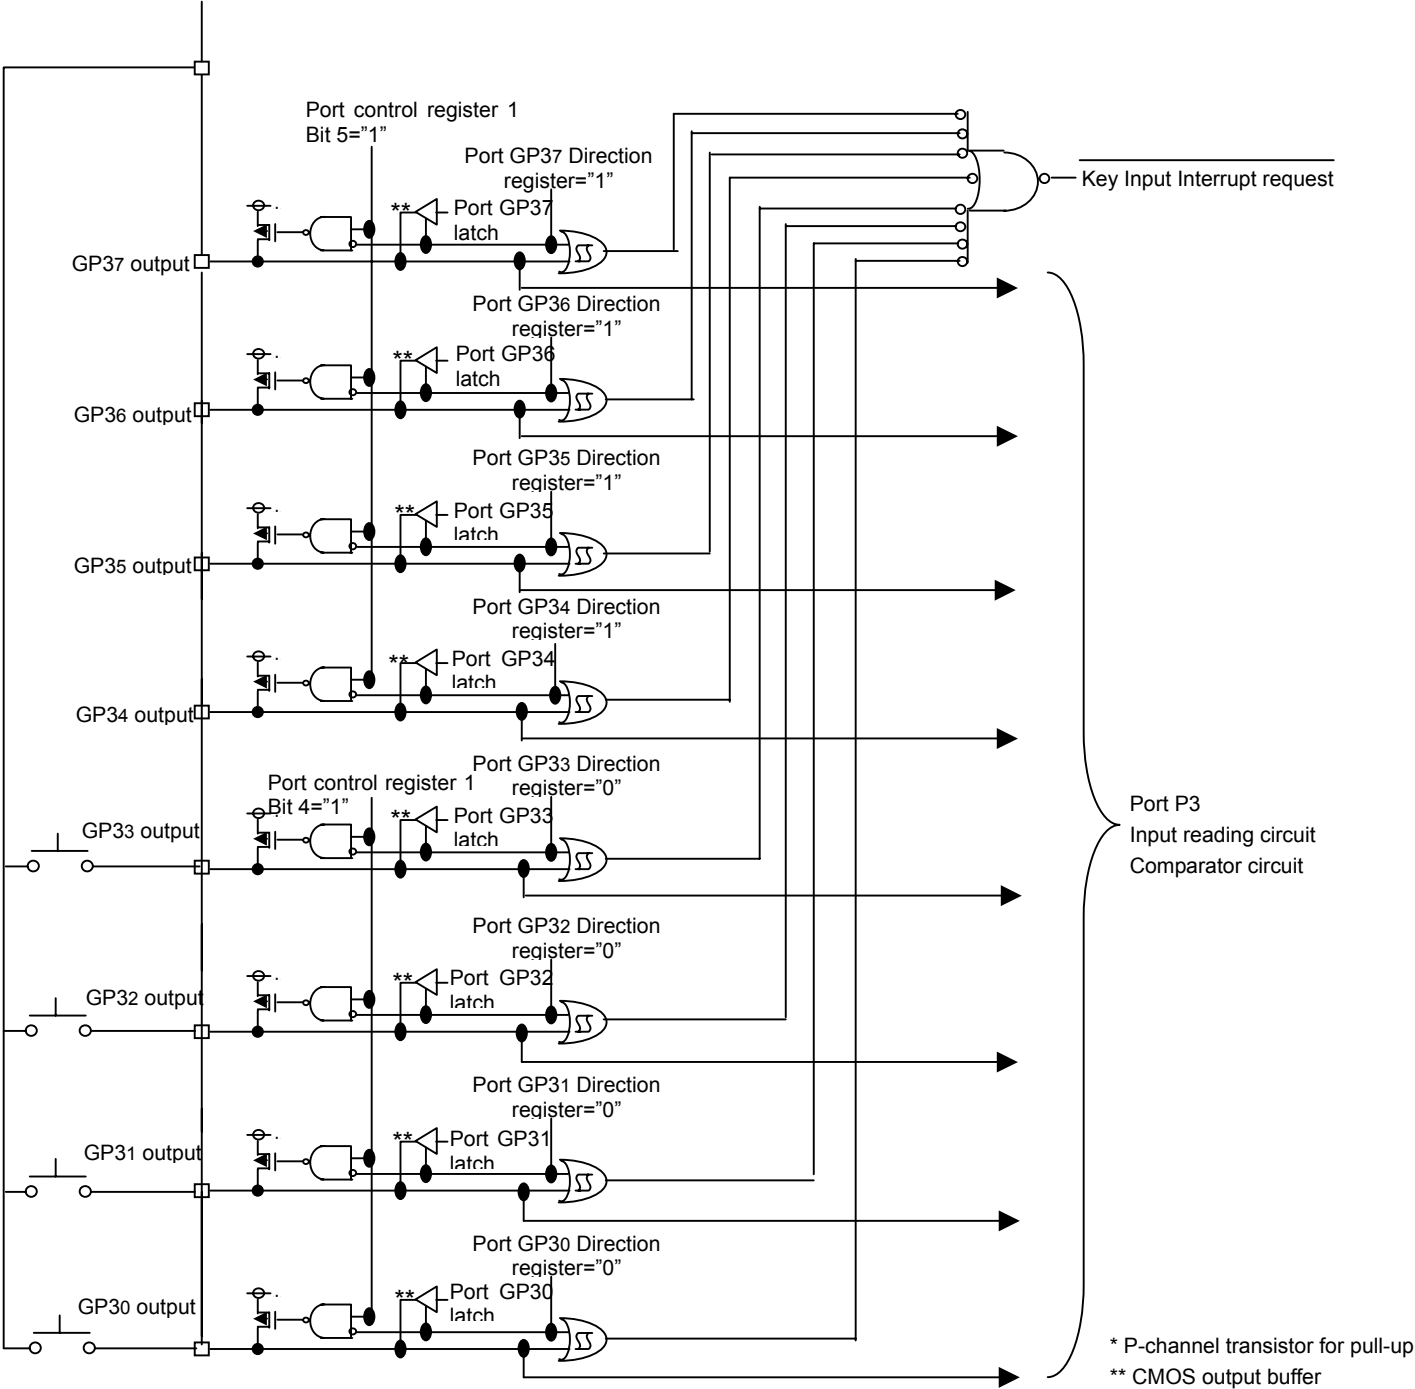 Port control register 1
Bit 5=”1”
Port GP37 Direction
register=”1”
** Port GP37
latch
Key Input Interrupt request
GP37 output
Port GP36 Direction
register=”1”
** Port GP36
latch
GP36 output
Port GP35 Direction
register=”1”
** Port GP35
latch
GP35 output
Port GP34 Direction
register=”1”
** Port GP34
latch
GP34 output
Port GP33 Direction
register=”0”
Port control register 1
Bit 4=”1”
** Port GP33
latch
GP33 output
Port P3
Input reading circuit
Comparator circuit
Port GP32 Direction
register=”0”
** Port GP32
latch
GP32 output
Port GP31 Direction
register=”0”
** Port GP31
latch
GP31 output
Port GP30 Direction
register=”0”
** Port GP30
latch
GP30 output
* P-channel transistor for pull-up
** CMOS output buffer